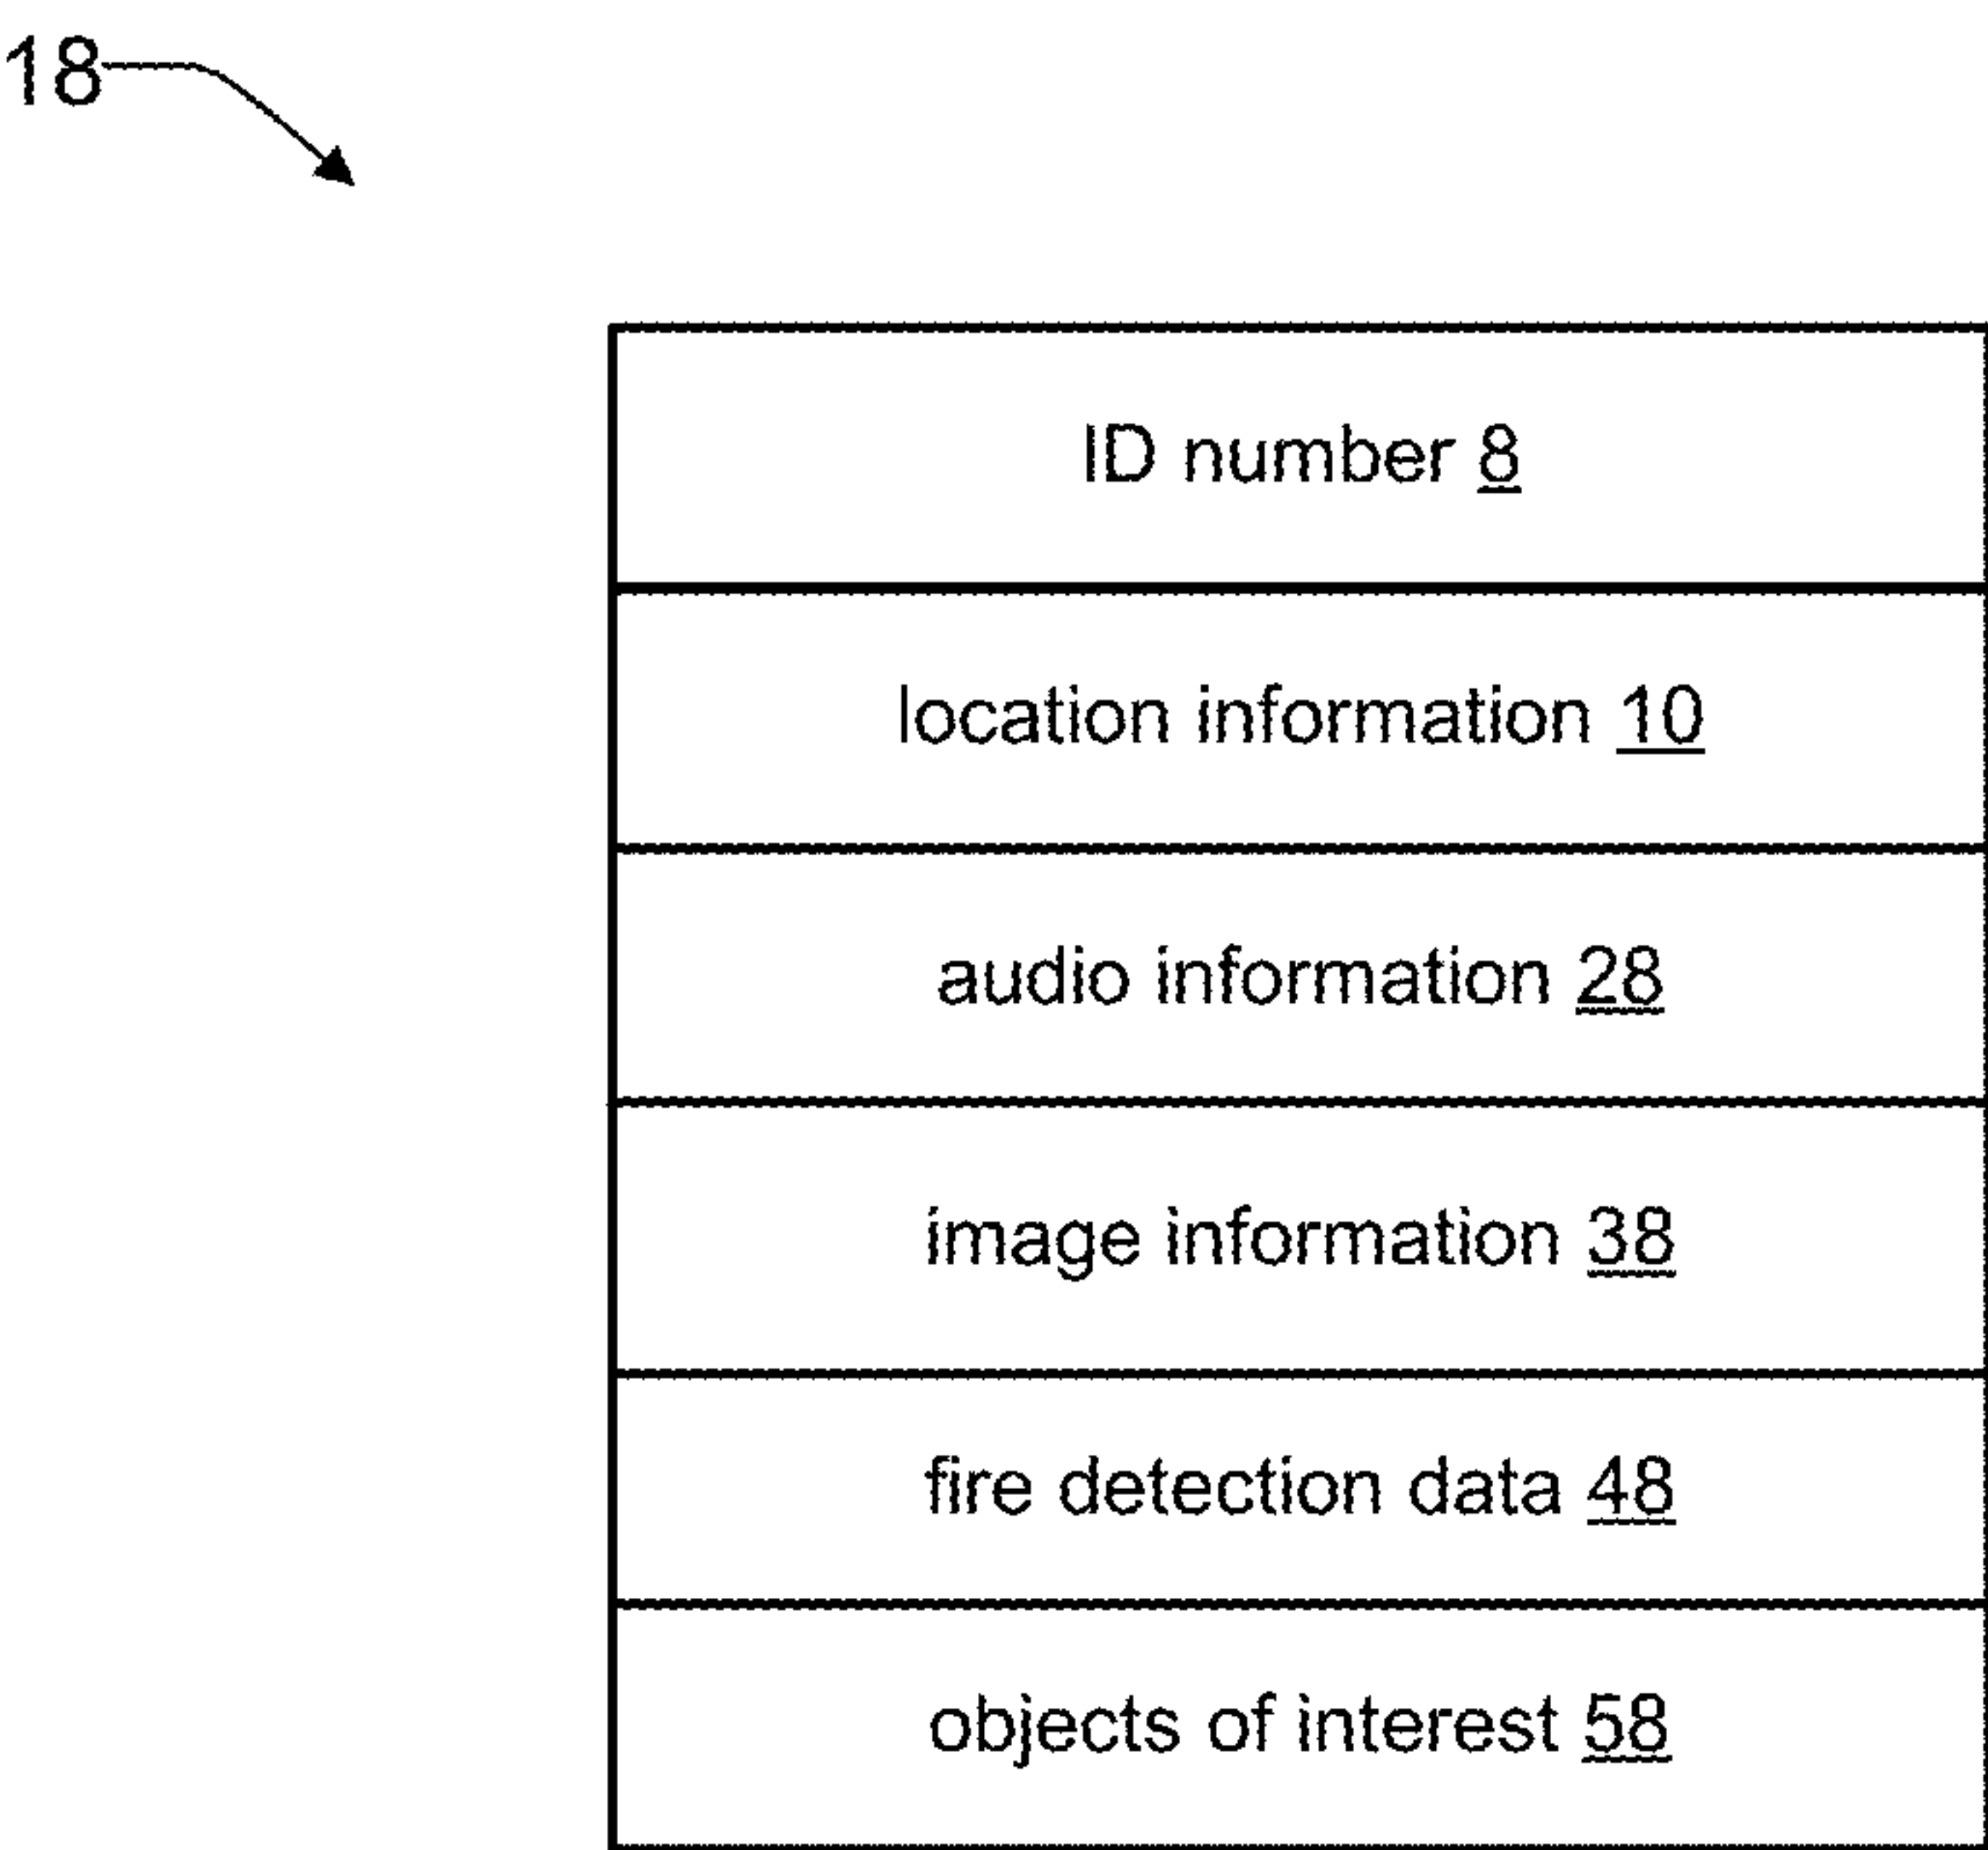 18
ID number 8
location information 10
audio information 28
image information 38
fire detection data 48
objects of interest 58